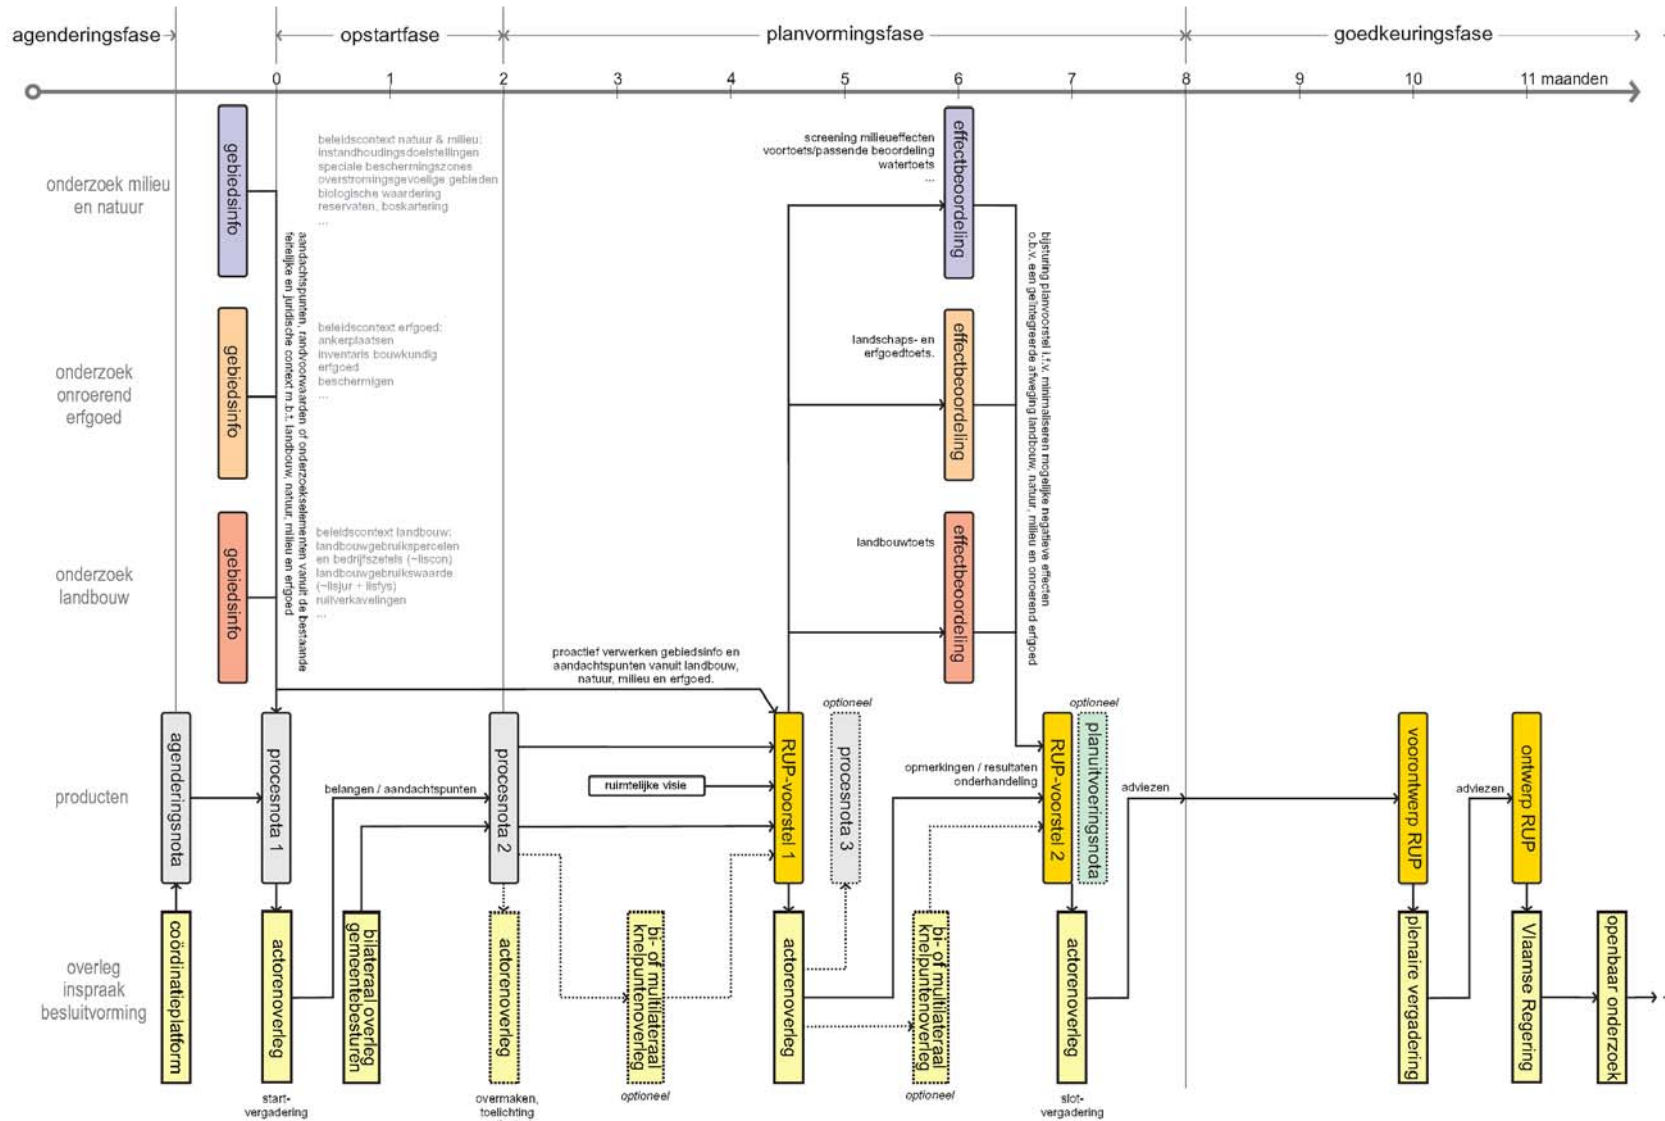 agenderingsfase
opstartfase
planvormingsfase
goedkeuringsfase
0
1
2
3
4
5
6
7
8
9
10
11 maanden
onderzoek milieu
en natuur
gebiedsinfo
beleidscontext natuur & milieu:
instandhoudingsdoelstellingen
speciale beschermingszones
overstromingsgevoelige gebieden
biologische waardering
reservaten, boskartering
...
screening milieueffecten
voortoets/passende beoordeling
watertoets
...
effectbeoordeling
aandachtspunten, randvoorwaarden of onderzoekselementen vanuit de bestaande
feitelijke en juridische context m.b.t. landbouw, natuur, milieu en erfgoed
bijsturing planvoorstel i.f.v. minimaliseren mogelijke negatieve effecten
o.b.v. een geïntegreerde afweging landbouw, natuur, milieu en onroerend erfgoed
onderzoek
onroerend
erfgoed
gebiedsinfo
beleidscontext erfgoed:
ankerplaatsen
inventaris bouwkundig
erfgoed
beschermigen
...
landschaps- en
erfgoedtoets.
effectbeoordeling
onderzoek
landbouw
gebiedsinfo
beleidscontext landbouw:
landbouwgebruikspercelen
en bedrijfszetels (~liscon)
landbouwgebruikswaarde
(~lisjur + lisfys)
ruilverkavelingen
...
landbouwtoets
effectbeoordeling
proactief verwerken gebiedsinfo en
aandachtspunten vanuit landbouw,
natuur, milieu en erfgoed.
producten
agenderingsnota
procesnota 1
belangen / aandachtspunten
procesnota 2
ruimtelijke visie
RUP-voorstel 1
optioneel
procesnota 3
opmerkingen / resultaten
onderhandeling
RUP-voorstel 2
optioneel
planuitvoeringsnota
adviezen
voorontwerp RUP
adviezen
ontwerp RUP
overleg
inspraak
besluitvorming
coördinatieplatform
actorenoverleg
start-
vergadering
bilateraal overleg
gemeentebesturen
actorenoverleg
overmaken,
toelichting
bi- of multilateraal
knelpuntenoverleg
optioneel
actorenoverleg
bi- of multilateraal
knelpuntenoverleg
optioneel
actorenoverleg
slot-
vergadering
plenaire vergadering
Vlaamse Regering
openbaar onderzoek